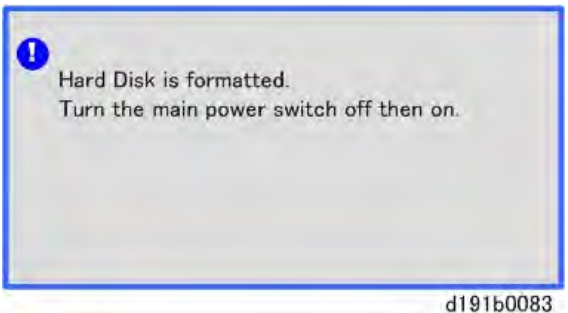 !
Hard Disk is formatted.
Turn the main power switch off then on.
d191b0083